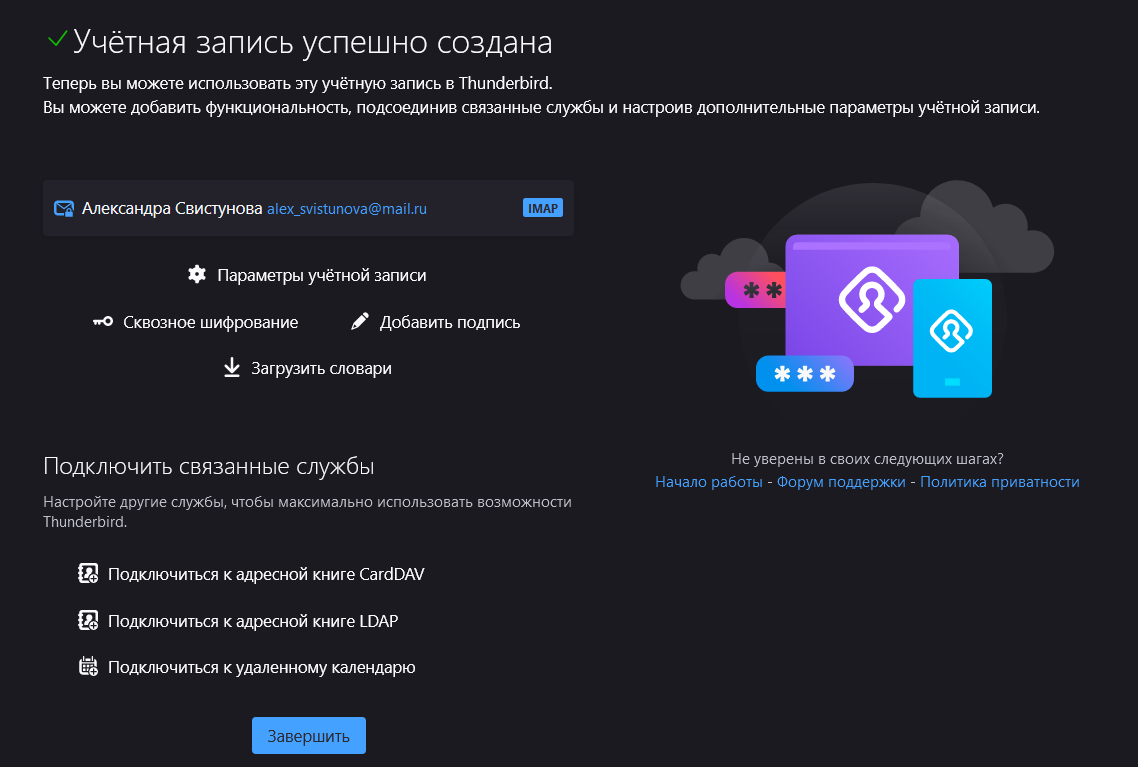 Учётная запись успешно создана
Теперь вы можете использовать эту учётную запись в Thunderbird.
Вы можете добавить функциональность, подсоединив связанные службы и настроив дополнительные параметры учётной записи.
Александра Свистунова alex_svistunova@mail.ru IMAP
Параметры учётной записи
Сквозное шифрование Добавить подпись
Загрузить словари
Подключить связанные службы
Настройте другие службы, чтобы максимально использовать возможности
Thunderbird.
Подключиться к адресной книге CardDAV
Подключиться к адресной книге LDAP
Подключиться к удаленному календарю
Завершить
* *
* * *
Не уверены в своих следующих шагах?
Начало работы - Форум поддержки - Политика приватности